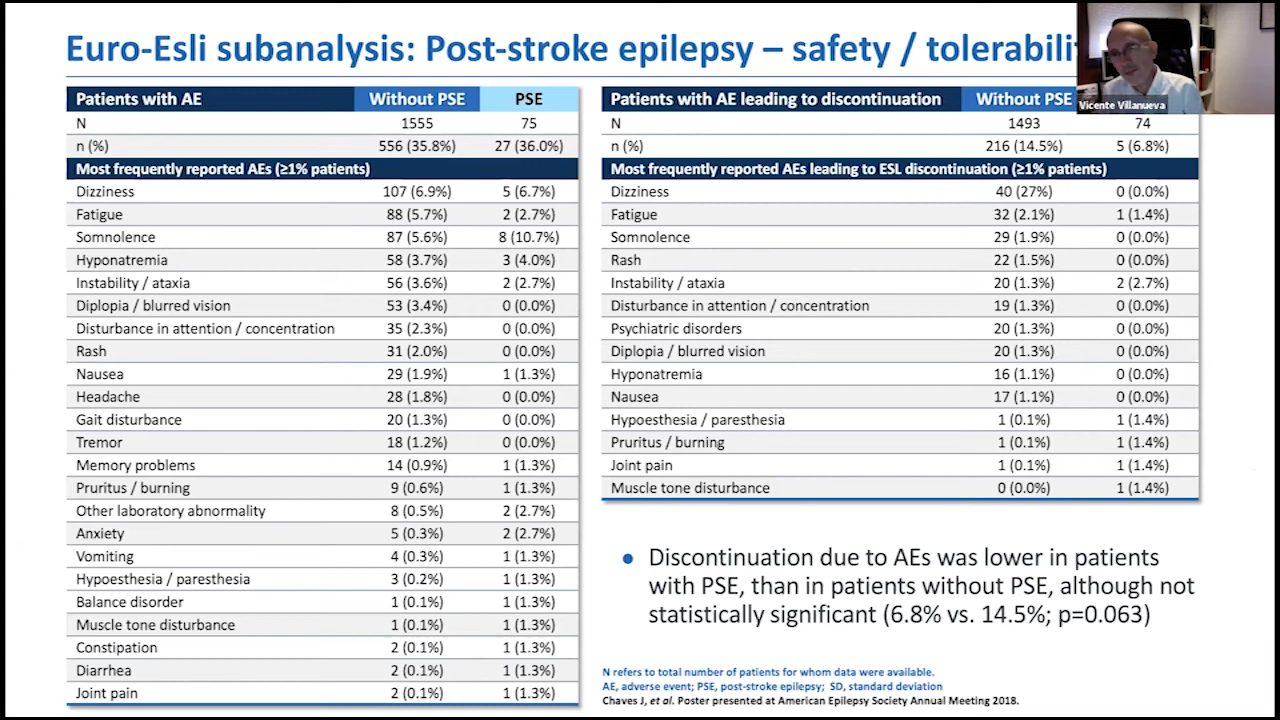 Euro-Esli subanalysis: Post-stroke epilepsy – safety / tolerabili
Vicente Villanueva
Patients with AE Without PSE PSE
N 1555 75
n (%) 556 (35.8%) 27 (36.0%)
Most frequently reported AEs (≥1% patients)
Dizziness 107 (6.9%) 5 (6.7%)
Fatigue 88 (5.7%) 2 (2.7%)
Somnolence 87 (5.6%) 8 (10.7%)
Hyponatremia 58 (3.7%) 3 (4.0%)
Instability / ataxia 56 (3.6%) 2 (2.7%)
Diplopia / blurred vision 53 (3.4%) 0 (0.0%)
Disturbance in attention / concentration 35 (2.3%) 0 (0.0%)
Rash 31 (2.0%) 0 (0.0%)
Nausea 29 (1.9%) 1 (1.3%)
Headache 28 (1.8%) 0 (0.0%)
Gait disturbance 20 (1.3%) 0 (0.0%)
Tremor 18 (1.2%) 0 (0.0%)
Memory problems 14 (0.9%) 1 (1.3%)
Pruritus / burning 9 (0.6%) 1 (1.3%)
Other laboratory abnormality 8 (0.5%) 2 (2.7%)
Anxiety 5 (0.3%) 2 (2.7%)
Vomiting 4 (0.3%) 1 (1.3%)
Hypoesthesia / paresthesia 3 (0.2%) 1 (1.3%)
Balance disorder 1 (0.1%) 1 (1.3%)
Muscle tone disturbance 1 (0.1%) 1 (1.3%)
Constipation 2 (0.1%) 1 (1.3%)
Diarrhea 2 (0.1%) 1 (1.3%)
Joint pain 2 (0.1%) 1 (1.3%)
Patients with AE leading to discontinuation Without PSE
N 1493 74
n (%) 216 (14.5%) 5 (6.8%)
Most frequently reported AEs leading to ESL discontinuation (≥1% patients)
Dizziness 40 (27%) 0 (0.0%)
Fatigue 32 (2.1%) 1 (1.4%)
Somnolence 29 (1.9%) 0 (0.0%)
Rash 22 (1.5%) 0 (0.0%)
Instability / ataxia 20 (1.3%) 2 (2.7%)
Disturbance in attention / concentration 19 (1.3%) 0 (0.0%)
Psychiatric disorders 20 (1.3%) 0 (0.0%)
Diplopia / blurred vision 20 (1.3%) 0 (0.0%)
Hyponatremia 16 (1.1%) 0 (0.0%)
Nausea 17 (1.1%) 0 (0.0%)
Hypoesthesia / paresthesia 1 (0.1%) 1 (1.4%)
Pruritus / burning 1 (0.1%) 1 (1.4%)
Joint pain 1 (0.1%) 1 (1.4%)
Muscle tone disturbance 0 (0.0%) 1 (1.4%)
• Discontinuation due to AEs was lower in patients
with PSE, than in patients without PSE, although not
statistically significant (6.8% vs. 14.5%; p=0.063)
N refers to total number of patients for whom data were available.
AE, adverse event; PSE, post-stroke epilepsy; SD, standard deviation
Chaves J, et al. Poster presented at American Epilepsy Society Annual Meeting 2018.